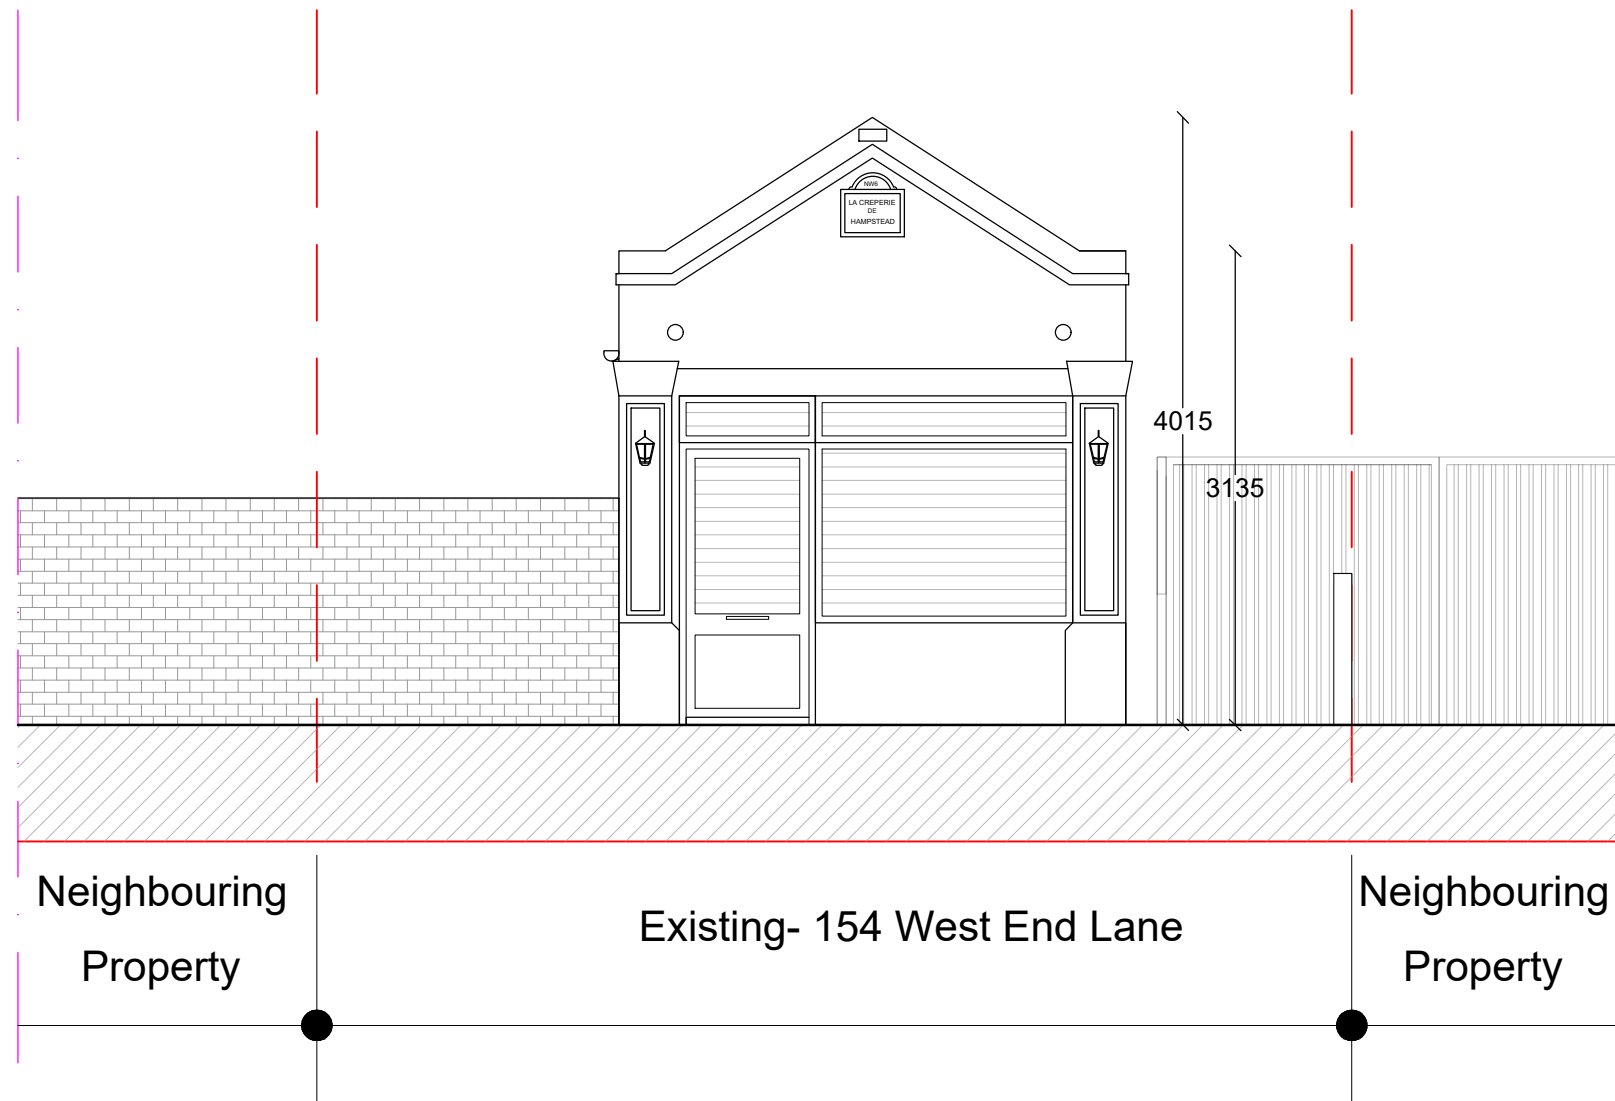 NW6
LA CREPERIE
DE
HAMPSTEAD
4015
3135
Neighbouring
Property
Existing- 154 West End Lane
Neighbouring
Property